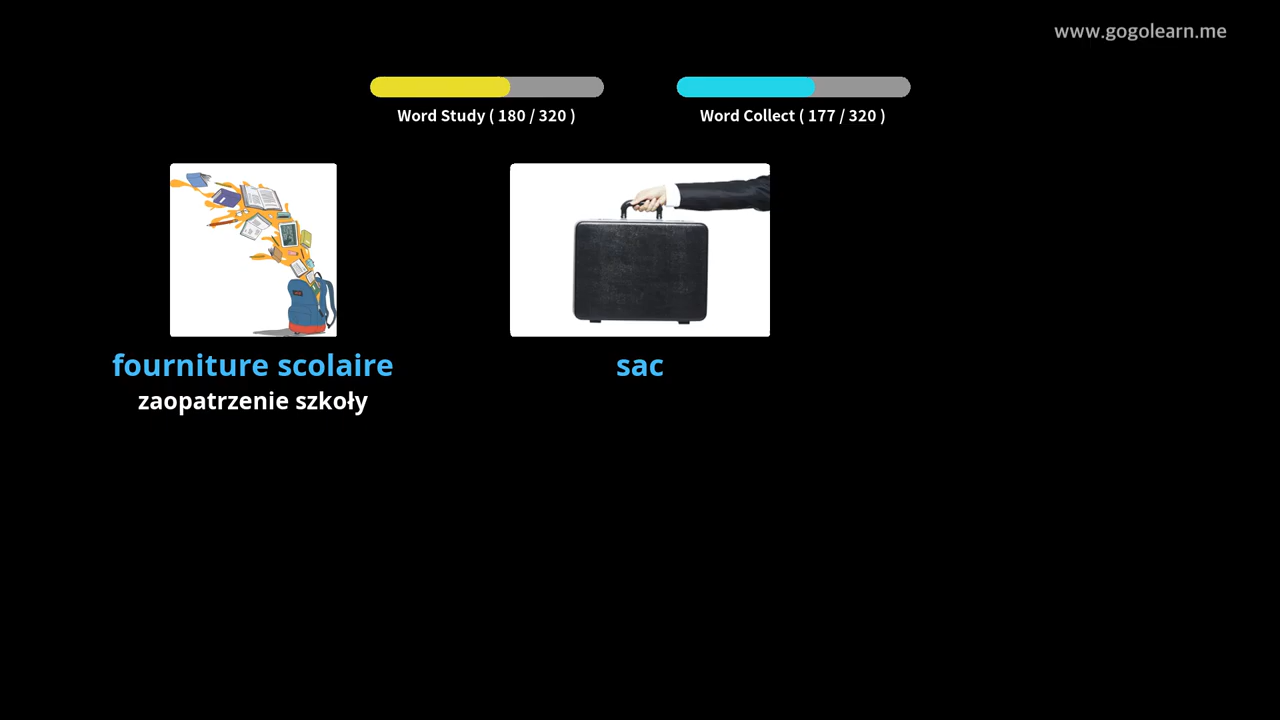 www.gogolearn.me
Word Study ( 180 / 320 )
Word Collect ( 177 / 320 )
fourniture scolaire
zaopatrzenie szkoły
sac